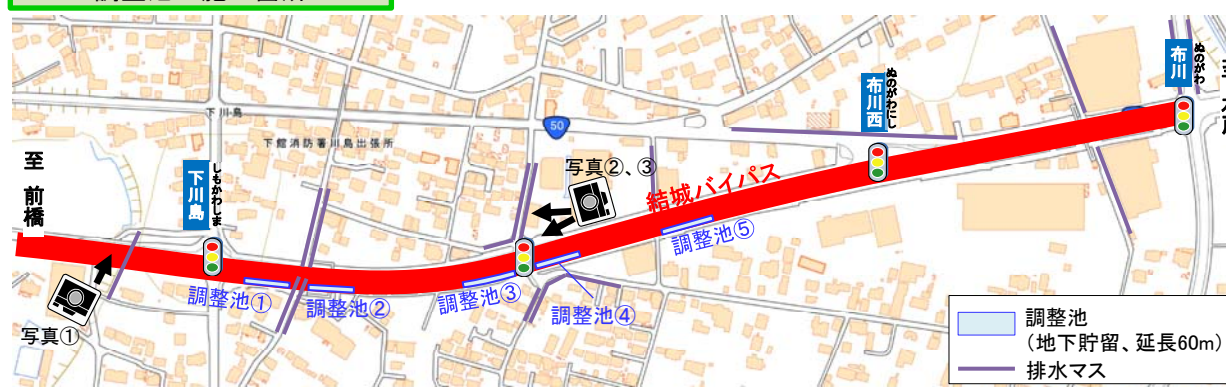 至
前橋
下川島
しもかわしま
下川島
下館消防署川島出張所
50
写真②、③
結城バイパス
布川西
ぬのがわにし
布川
ぬのがわ
調整池①
調整池②
調整池③
調整池④
調整池⑤
写真①
調整池
(地下貯留、延長60m)
排水マス